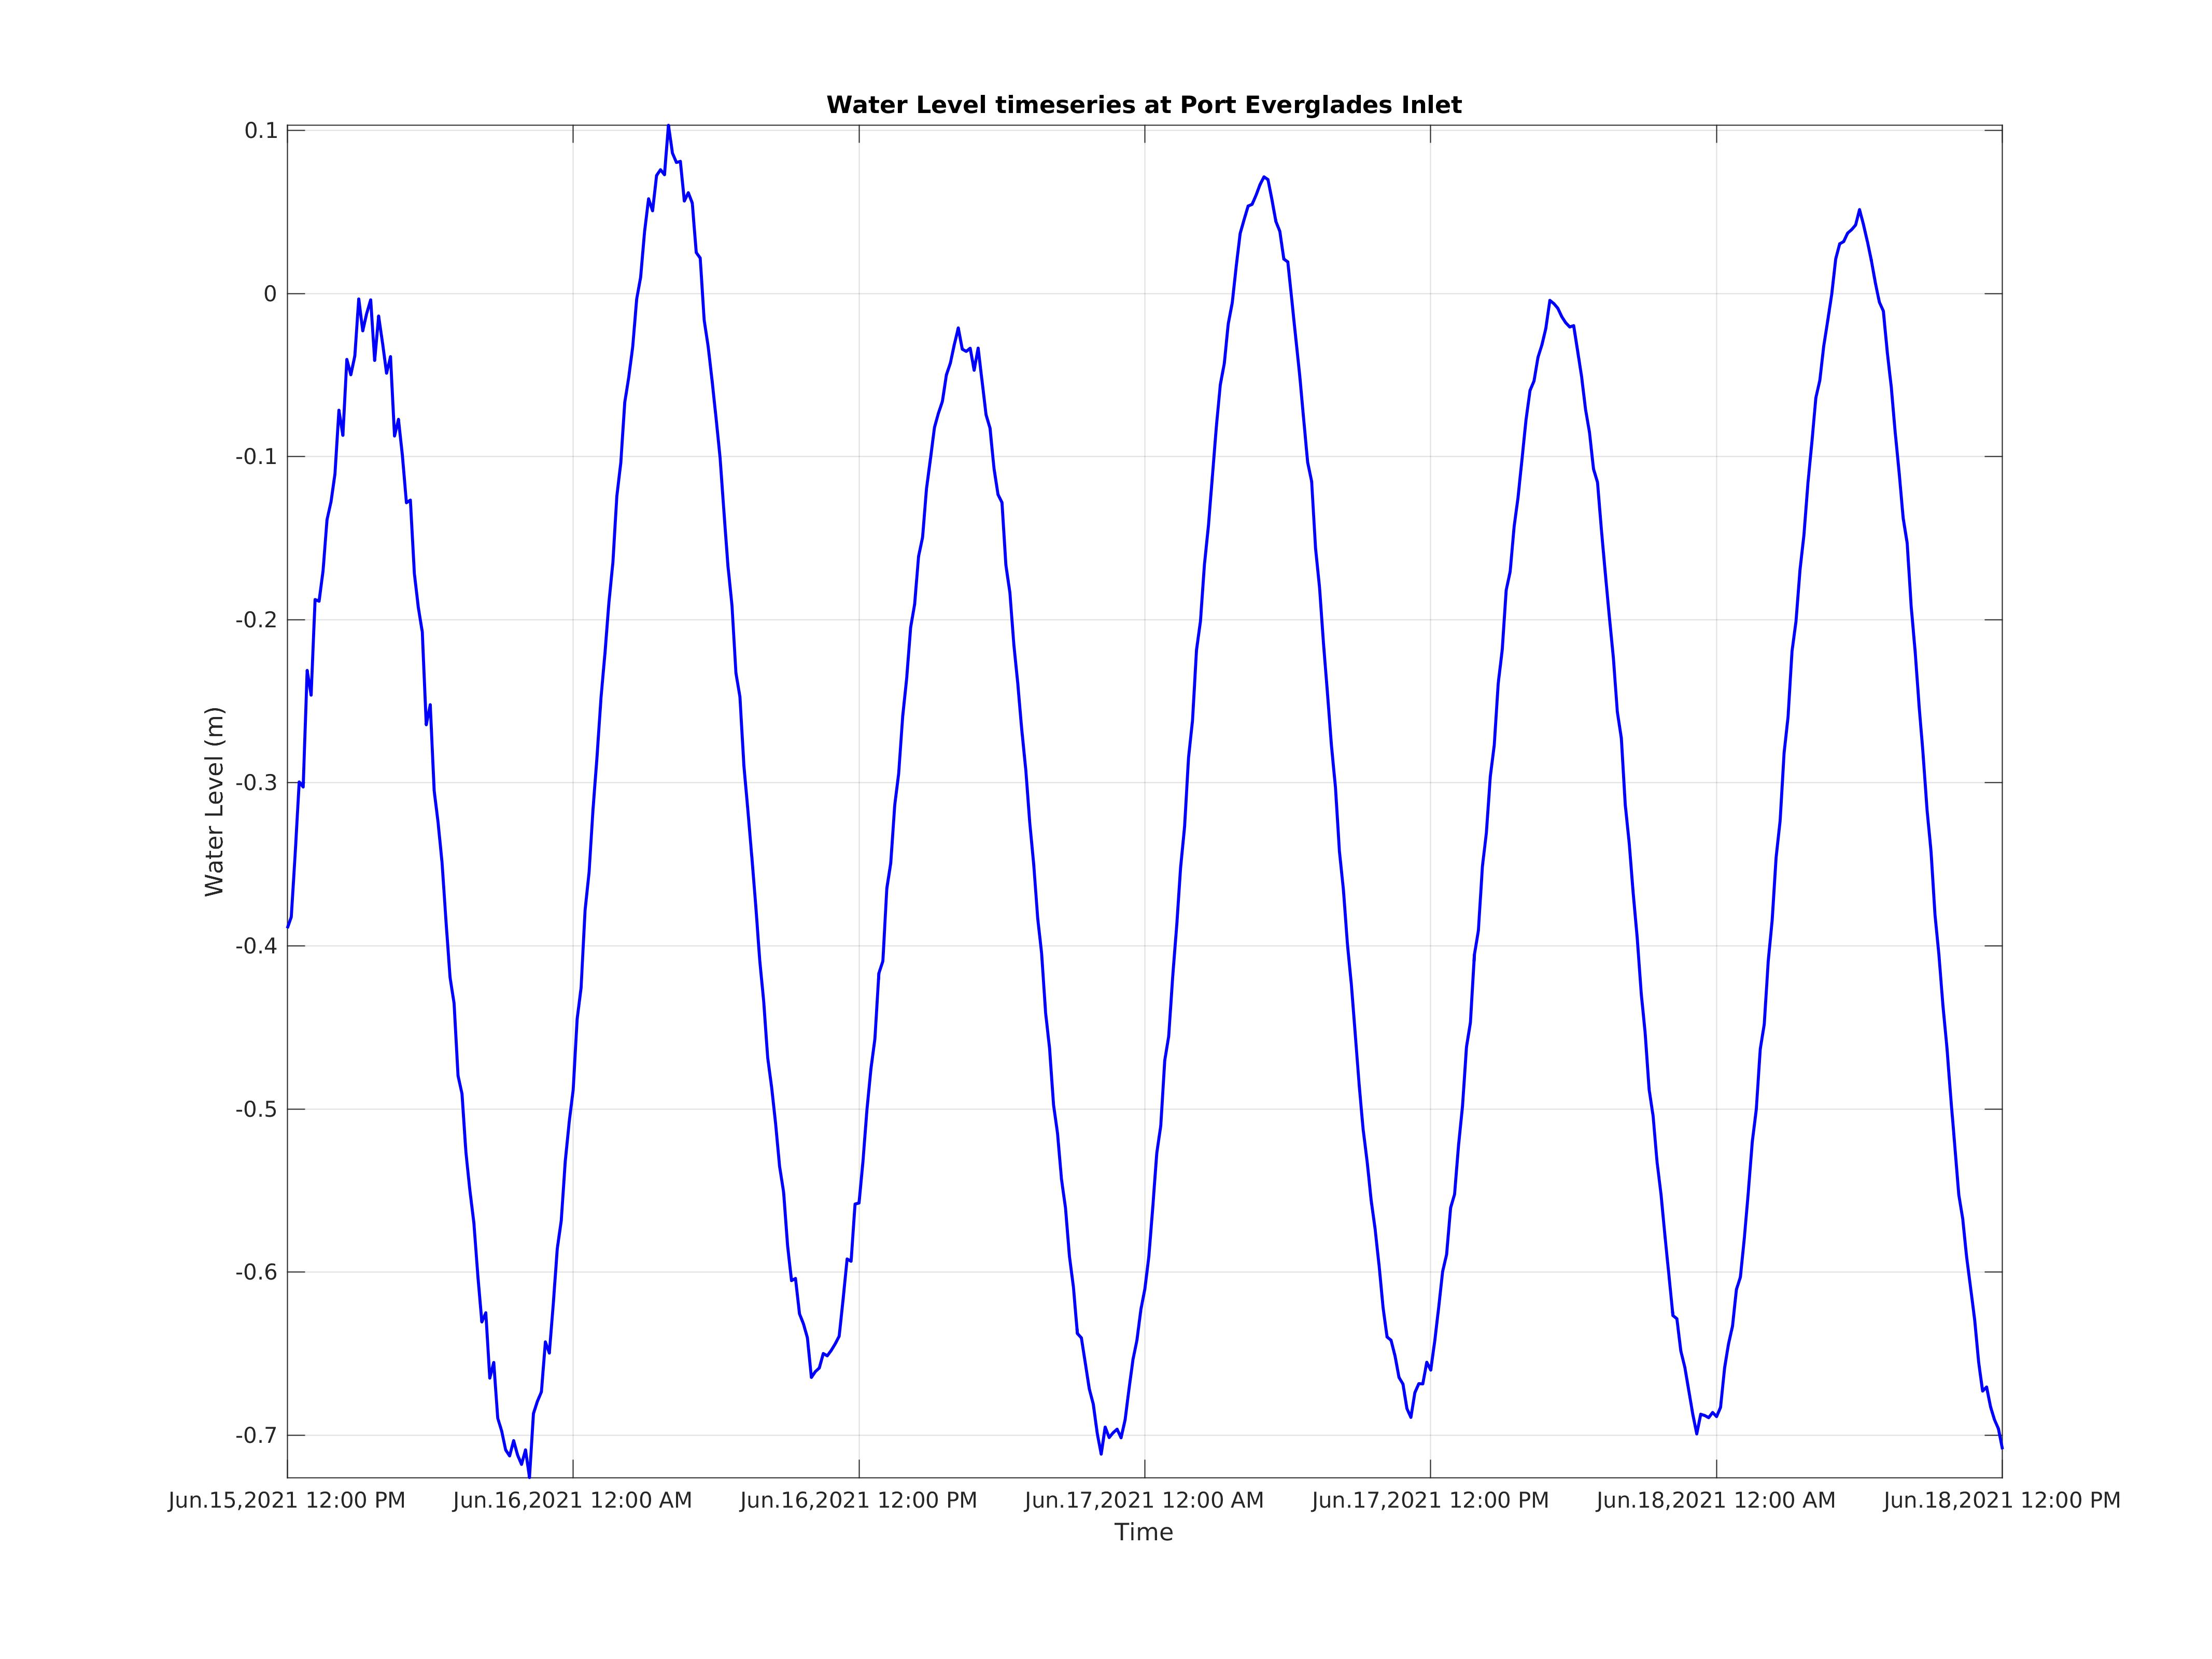 Water Level timeseries at Port Everglades Inlet
0.1
0
-0.1
-0.2
-0.3
-0.4
-0.5
-0.6
-0.7
Water Level (m)
Jun.15,2021 12:00 PM
Jun.16,2021 12:00 AM
Jun.16,2021 12:00 PM
Jun.17,2021 12:00 AM
Jun.17,2021 12:00 PM
Jun.18,2021 12:00 AM
Jun.18,2021 12:00 PM
Time